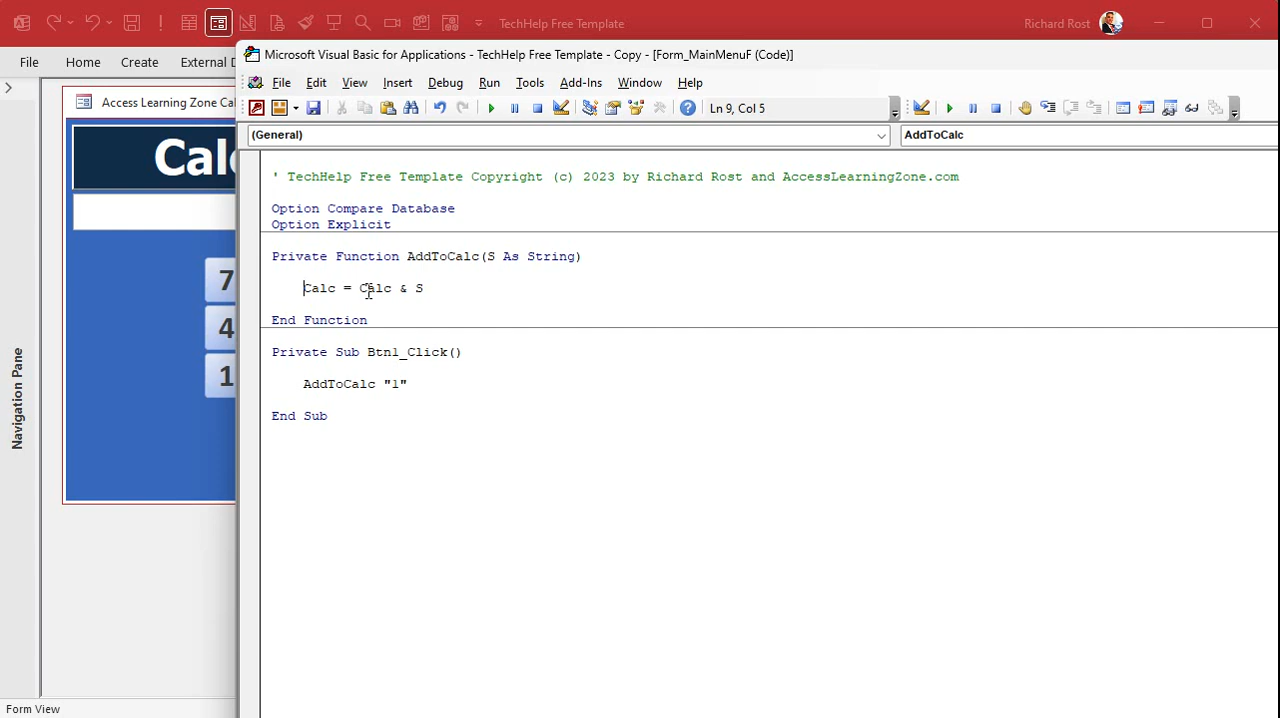 TechHelp Free Template
Richard Rost
File Home Create External D
Microsoft Visual Basic for Applications - TechHelp Free Template - Copy - [Form_MainMenuF (Code)]
File Edit View Insert Debug Run Tools Add-Ins Window Help
Ln 9, Col 5
(General)
AddToCalc
Access Learning Zone Cal
Calc
7
4
1
Navigation Pane
Form View
' TechHelp Free Template Copyright (c) 2023 by Richard Rost and AccessLearningZone.com
Option Compare Database
Option Explicit
Private Function AddToCalc(S As String)
Calc = Calc & S
End Function
Private Sub Btn1_Click()
AddToCalc "1"
End Sub